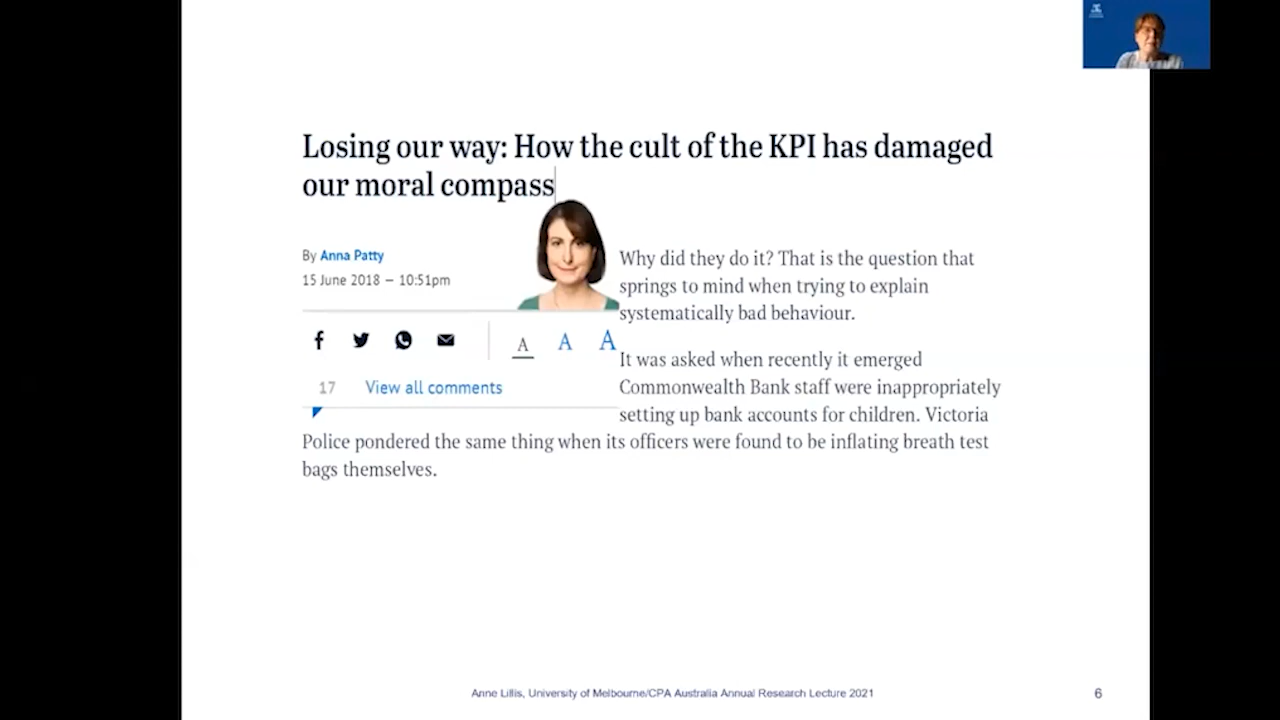 Losing our way: How the cult of the KPI has damaged
our moral compass
By Anna Patty
15 June 2018 – 10:51pm
A A A
17 View all comments
Why did they do it? That is the question that
springs to mind when trying to explain
systematically bad behaviour.
It was asked when recently it emerged
Commonwealth Bank staff were inappropriately
setting up bank accounts for children. Victoria
Police pondered the same thing when its officers were found to be inflating breath test
bags themselves.
Anne Lillis, University of Melbourne/CPA Australia Annual Research Lecture 2021
6